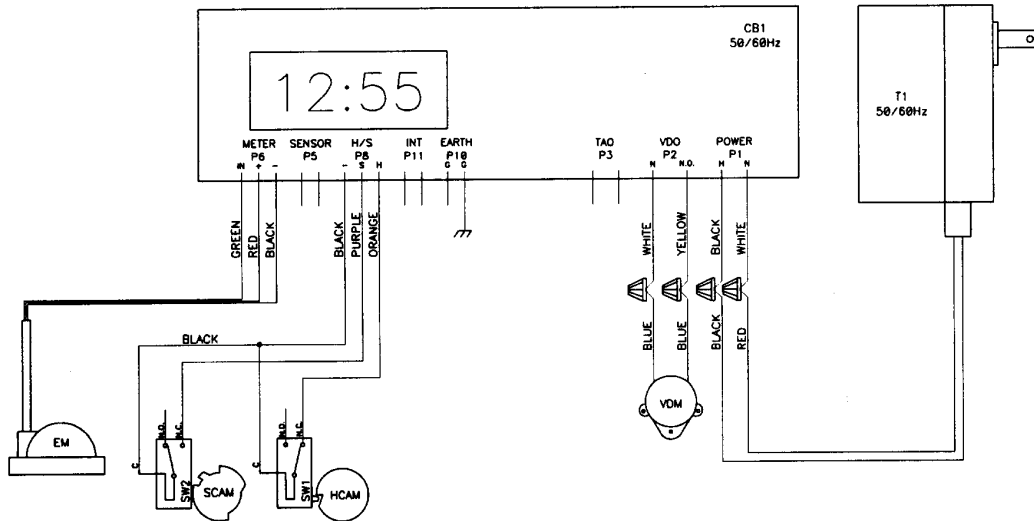 CB1
50/60Hz
12:55
T1
50/60Hz
METER
P6
SENSOR
P5
H/S
P8
INT
P11
EARTH
P10
TAO
P3
VDO
P2
POWER
P1
IN + -
- S H
G G
N N.O.
H N
GREEN
RED
BLACK
BLACK
PURPLE
ORANGE
WHITE
YELLOW
BLACK
WHITE
BLUE
BLUE
BLACK
RED
BLACK
VDM
EM
N.O.
N.C.
C
SW2
SCAM
N.O.
N.C.
C
SW1
HCAM